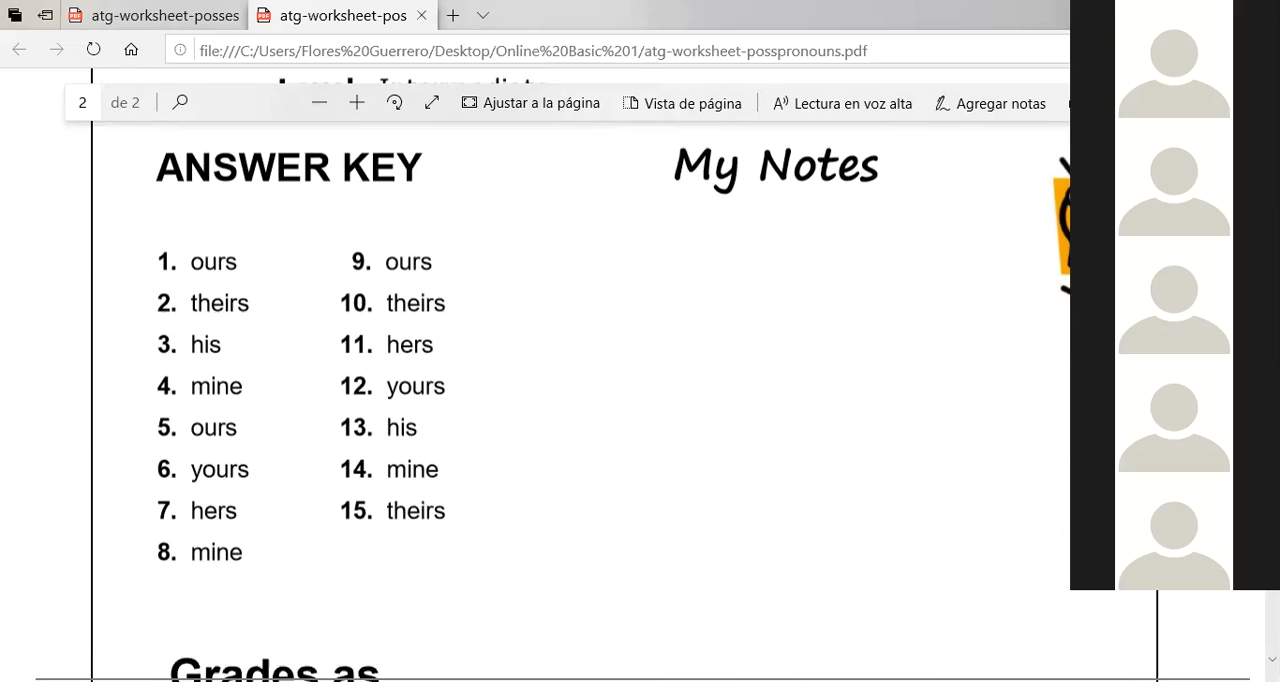 atg-worksheet-posses
atg-worksheet-pos
file:///C:/Users/Flores%20Guerrero/Desktop/Online%20Basic%201/atg-worksheet-posspronouns.pdf
2 de 2
Ajustar a la página
Vista de página
Lectura en voz alta
Agregar notas
ANSWER KEY
My Notes
1. ours
2. theirs
3. his
4. mine
5. ours
6. yours
7. hers
8. mine
9. ours
10. theirs
11. hers
12. yours
13. his
14. mine
15. theirs
Grades as